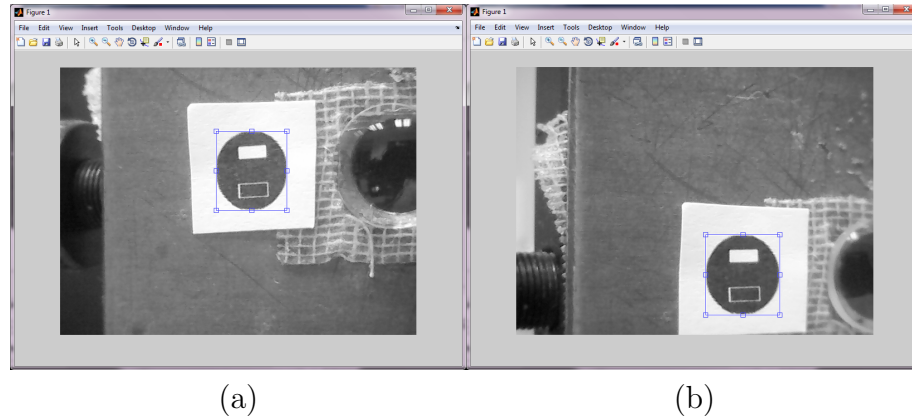 Figure 1
File Edit View Insert Tools Desktop Window Help
Figure 1
File Edit View Insert Tools Desktop Window Help
(a)
(b)